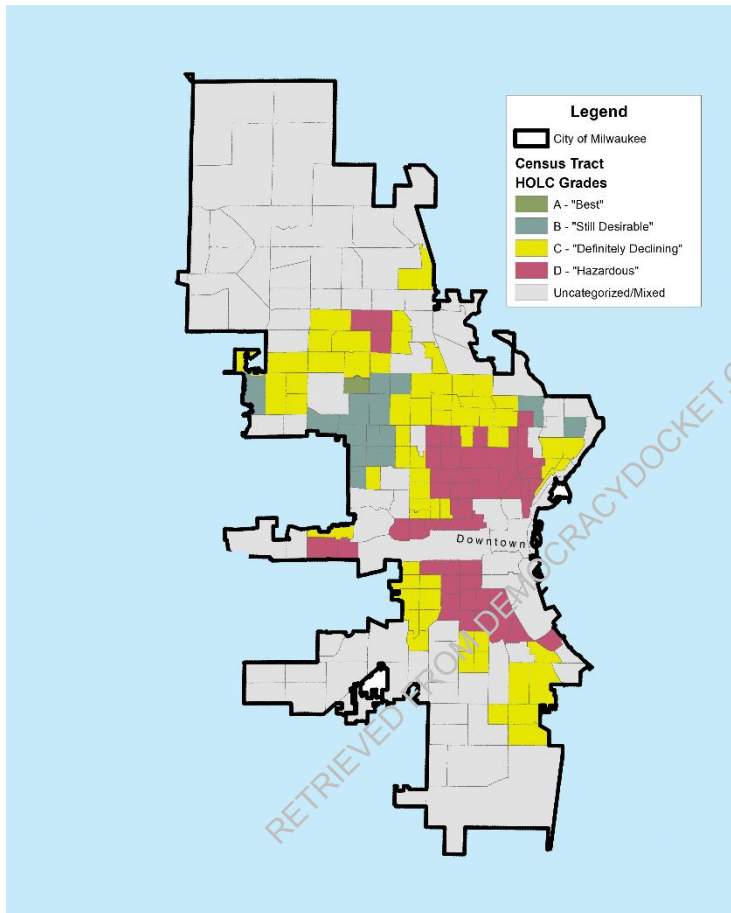 Legend
City of Milwaukee
Census Tract
HOLC Grades
A - "Best"
B - "Still Desirable"
C - "Definitely Declining"
D - "Hazardous"
Uncategorized/Mixed
Downtown
RETRIEVED FROM DEMOCRACYDOCKET.C